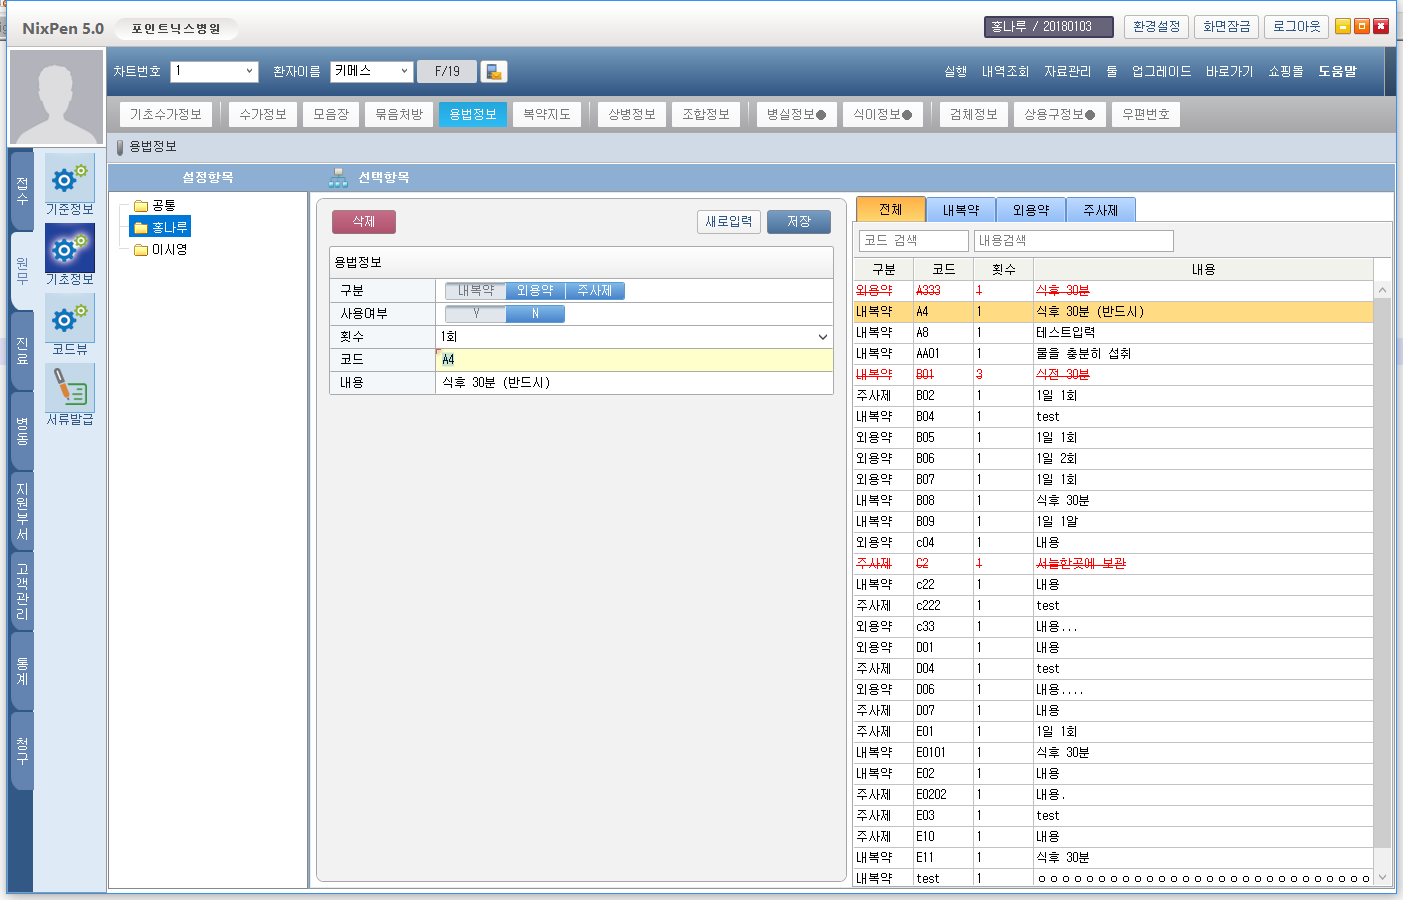 NixPen 5.0 포인트닉스병원 홍나루 / 20180103 환경설정 화면잠금 로그아웃
차트번호 1 환자이름 키메스 F/19 실행 내역조회 자료관리 툴 업그레이드 바로가기 쇼핑몰 도움말
기초수가정보 수가정보 모음장 묶음처방 용법정보 복약지도 상병정보 조합정보 병실정보● 식이정보● 검체정보 상용구정보● 우편번호
용법정보
설정항목 선택항목
접수
원무
진료
병동
지원부서
고객관리
통계
청구
기준정보
기초정보
코드뷰
서류발급
공통
홍나루
이시영
삭제 새로입력 저장
용법정보
구분 내복약 외용약 주사제
사용여부 Y N
횟수 1회
코드 A4
내용 식후 30분 (반드시)
전체 내복약 외용약 주사제
코드 검색 내용검색
구분 코드 횟수 내용
외용약 A333 1 식후 30분
내복약 A4 1 식후 30분 (반드시)
내복약 A8 1 테스트입력
내복약 AA01 1 물을 충분히 섭취
내복약 B01 3 식전 30분
주사제 B02 1 1일 1회
내복약 B04 1 test
외용약 B05 1 1일 1회
외용약 B06 1 1일 2회
외용약 B07 1 1일 1회
내복약 B08 1 식후 30분
내복약 B09 1 1일 1알
외용약 c04 1 내용
주사제 C2 1 서늘한곳에 보관
내복약 c22 1 내용
주사제 c222 1 test
외용약 c33 1 내용...
외용약 D01 1 내용
주사제 D04 1 test
외용약 D06 1 내용....
주사제 D07 1 내용
주사제 E01 1 1일 1회
내복약 E0101 1 식후 30분
내복약 E02 1 내용
주사제 E0202 1 내용.
주사제 E03 1 test
주사제 E10 1 내용
내복약 E11 1 식후 30분
내복약 test 1 ㅇㅇㅇㅇㅇㅇㅇㅇㅇㅇㅇㅇㅇㅇㅇㅇㅇㅇㅇㅇㅇㅇㅇㅇㅇㅇㅇㅇ